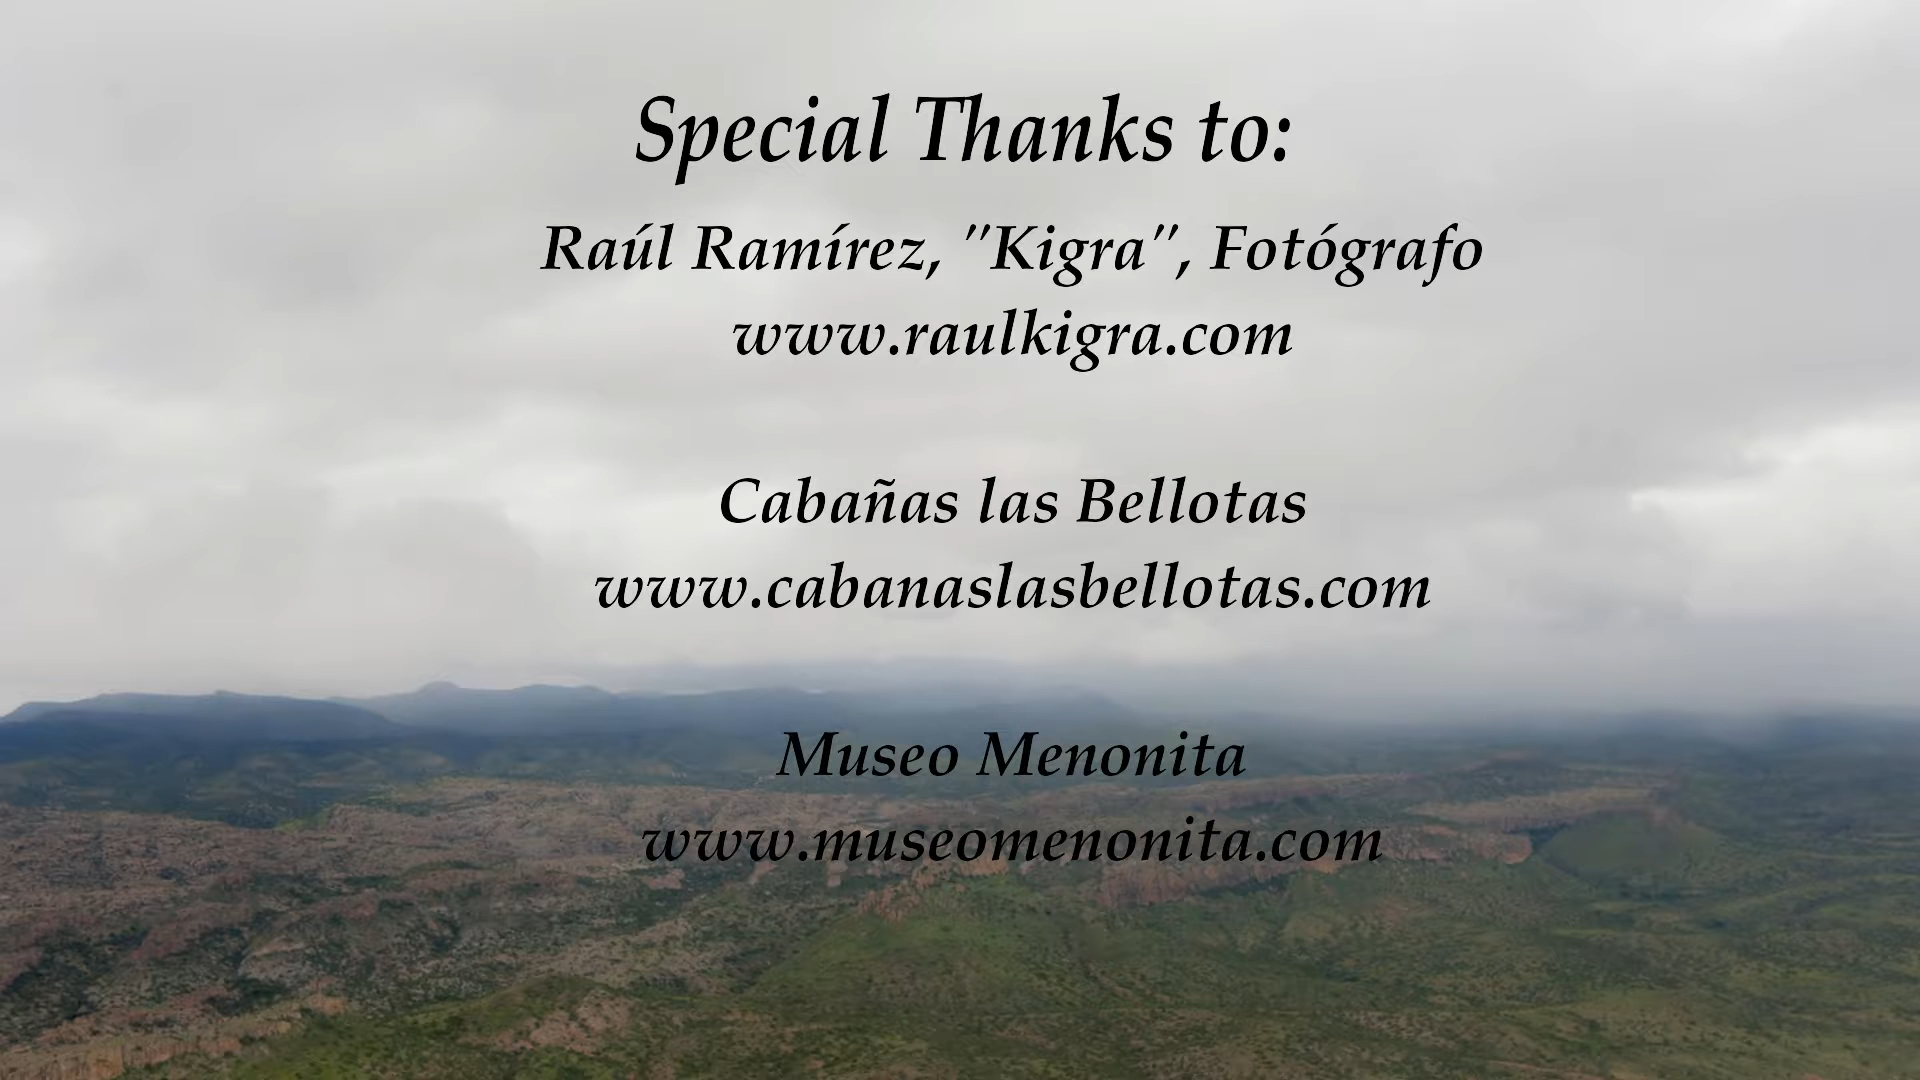 Special Thanks to:
Raúl Ramírez, "Kigra", Fotógrafo
www.raulkigra.com
Cabañas las Bellotas
www.cabanaslasbellotas.com
Museo Menonita
www.museomenonita.com